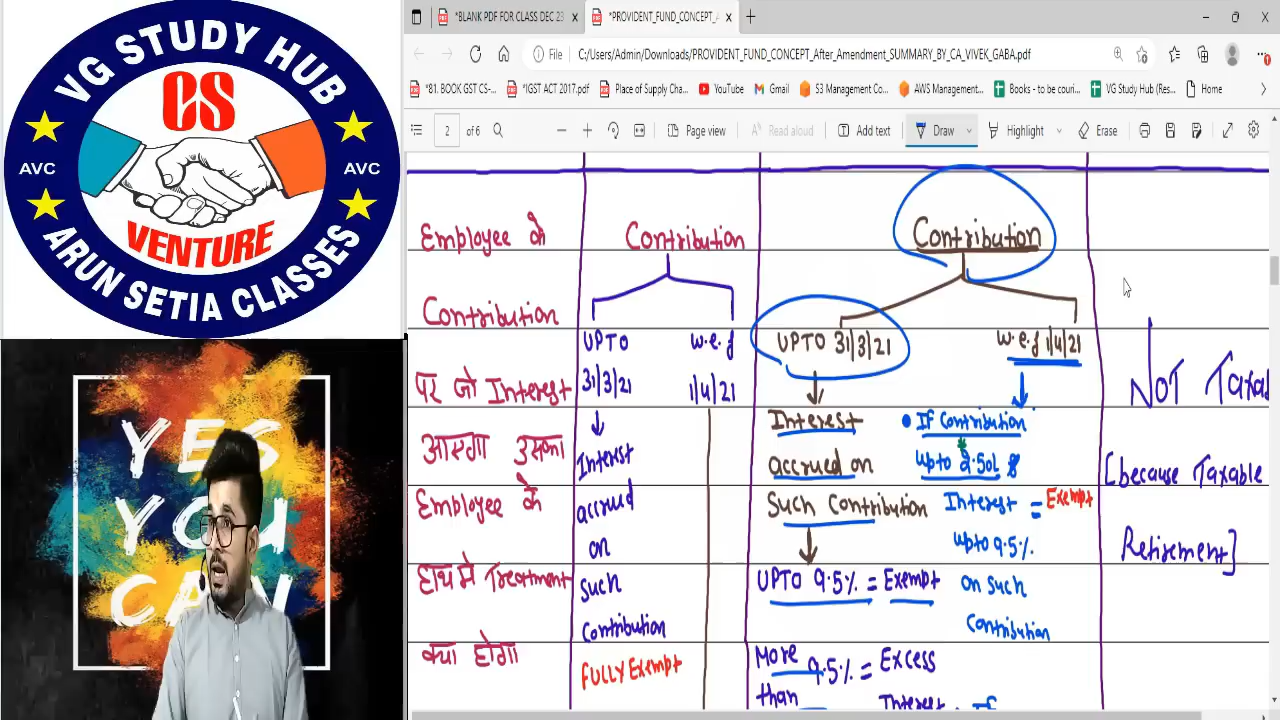 VG STUDY HUB
CS
AVC
AVC
VENTURE
ARUN SETIA CLASSES
YES
YOU
CAN
*BLANK PDF FOR CLASS DEC 23
*PROVIDENT_FUND_CONCEPT_A
File
C:/Users/Admin/Downloads/PROVIDENT_FUND_CONCEPT_After_Amendment_SUMMARY_BY_CA_VIVEK_GABA.pdf
*81. BOOK GST CS-...
*IGST ACT 2017.pdf
Place of Supply Cha...
YouTube
Gmail
S3 Management Co...
AWS Management...
Books - to be couri...
VG Study Hub (Res...
Home
2 of 6
Page view
Read aloud
Add text
Draw
Highlight
Erase
Employee के
Contribution
पर जो Interest
आएगा उसका
Employee के
हाथ मे Treatment
क्या होगा
Contribution
UPTO
31/3/21
w.e.f
1/4/21
Interest
accrued
on
such
Contribution
FULLY Exempt
Contribution
UPTO 31/3/21
w.e.f 1/4/21
Interest
accrued on
Such Contribution
UPTO 9.5% = Exempt
More
than
9.5% = Excess
Interest
If
• If Contribution
upto 2.50L
Interest = Exempt
upto 9.5%
on such
Contribution
NOT Taxa
[because Taxable
Retirement]